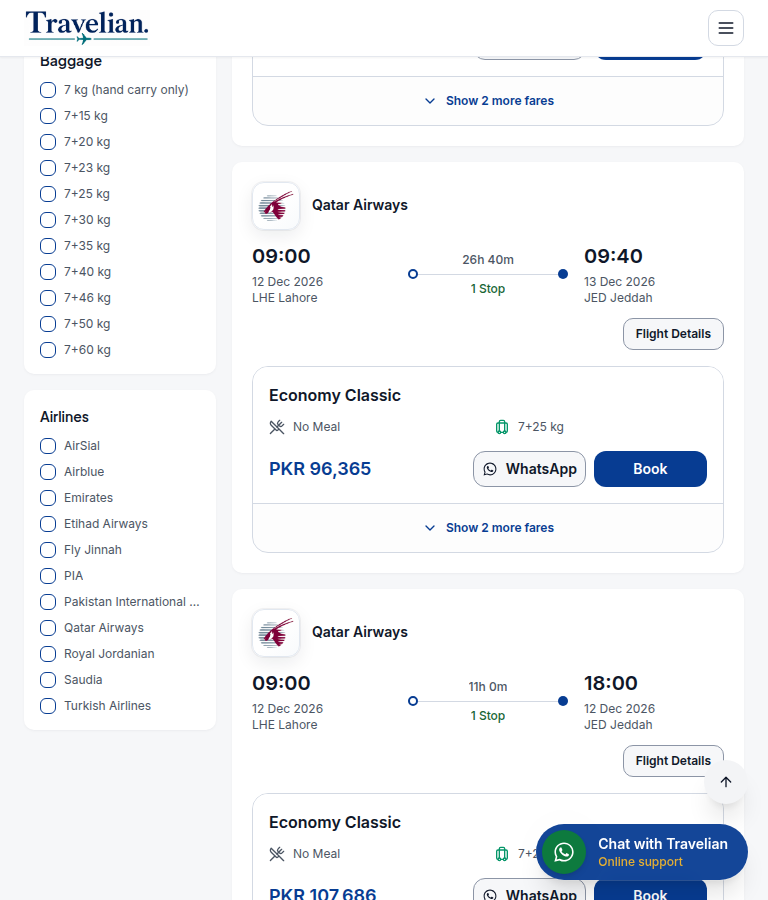 Travelian.
Baggage
7 kg (hand carry only)
7+15 kg
7+20 kg
7+23 kg
7+25 kg
7+30 kg
7+35 kg
7+40 kg
7+46 kg
7+50 kg
7+60 kg
Airlines
AirSial
Airblue
Emirates
Etihad Airways
Fly Jinnah
PIA
Pakistan International ...
Qatar Airways
Royal Jordanian
Saudia
Turkish Airlines
Show 2 more fares
Qatar Airways
09:00
26h 40m
09:40
12 Dec 2026
1 Stop
13 Dec 2026
LHE Lahore
JED Jeddah
Flight Details
Economy Classic
No Meal
7+25 kg
PKR 96,365
WhatsApp
Book
Show 2 more fares
Qatar Airways
09:00
11h 0m
18:00
12 Dec 2026
1 Stop
12 Dec 2026
LHE Lahore
JED Jeddah
Flight Details
Economy Classic
No Meal
PKR 107,686
WhatsApp
Book
Chat with Travelian
Online support